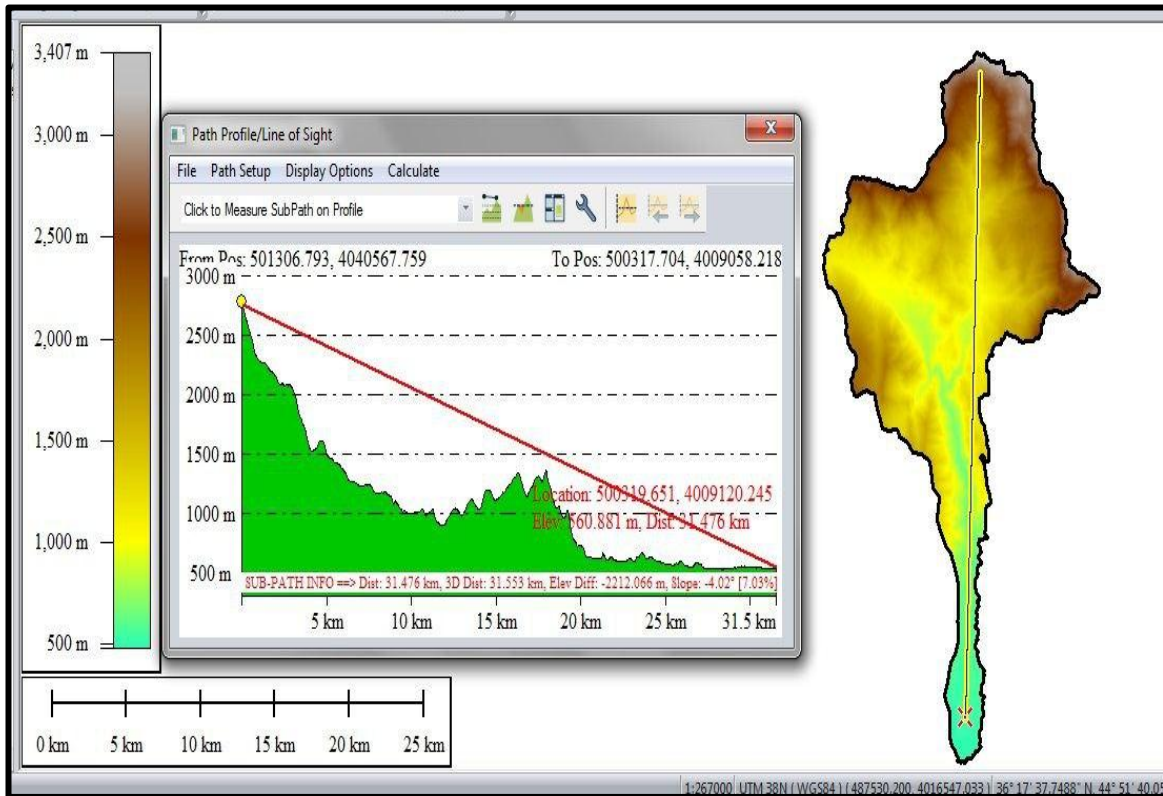 3,407 m
3,000 m
2,500 m
2,000 m
1,500 m
1,000 m
500 m
0 km 5 km 10 km 15 km 20 km 25 km
Path Profile/Line of Sight
File Path Setup Display Options Calculate
Click to Measure SubPath on Profile
From Pos: 501306.793, 4040567.759 To Pos: 500317.704, 4009058.218
3000 m
2500 m
2000 m
1500 m
1000 m
500 m
Location: 500319.651, 4009120.245
Elev: 560.881 m, Dist: 31.476 km
SUB-PATH INFO ==> Dist: 31.476 km, 3D Dist: 31.553 km, Elev Diff: -2212.066 m, Slope: -4.02° [7.03%]
5 km 10 km 15 km 20 km 25 km 31.5 km
1:267000 UTM 38N ( WGS84 ) ( 487530.200, 4016547.033 ) 36° 17' 37.7488" N, 44° 51' 40.05